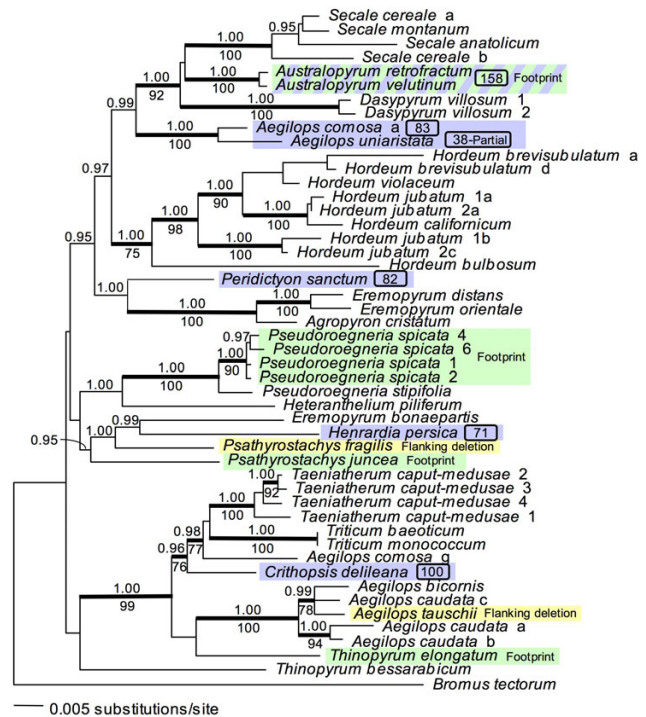 0.95 Secale cereale a
Secale montanum
1.00 Secale anatolicum
100 Secale cereale b
1.00 1.00 Australopyrum retrofractum 158 Footprint
92 100 Australopyrum velutinum
0.99 1.00 Dasypyrum villosum 1
100 Dasypyrum villosum 2
1.00 Aegilops comosa a 83
100 Aegilops uniaristata 38-Partial
Hordeum brevisubulatum a
0.97 1.00 Hordeum brevisubulatum d
90 Hordeum violaceum
1.00 1.00 Hordeum jubatum 1a
98 100 Hordeum jubatum 2a
Hordeum californicum
0.95 1.00 1.00 Hordeum jubatum 1b
75 100 Hordeum jubatum 2c
Hordeum bulbosum
Peridictyon sanctum 82
1.00 1.00 Eremopyrum distans
1.00 100 Eremopyrum orientale
100 Agropyron cristatum
0.97 Pseudoroegneria spicata 4
1.00 Pseudoroegneria spicata 6 Footprint
1.00 90 Pseudoroegneria spicata 1
100 Pseudoroegneria spicata 2
1.00 Pseudoroegneria stipifolia
Heteranthelium piliferum
0.99 Eremopyrum bonaepartis
1.00 Henrardia persica 71
0.95 Psathyrostachys fragilis Flanking deletion
Psathyrostachys juncea Footprint
1.00 Taeniatherum caput-medusae 2
92 Taeniatherum caput-medusae 3
1.00 Taeniatherum caput-medusae 4
100 Taeniatherum caput-medusae 1
0.98 1.00 Triticum baeoticum
0.96 77 100 Triticum monococcum
76 Aegilops comosa g
Crithopsis delileana 100
1.00 0.99 Aegilops bicornis
99 Aegilops caudata c
1.00 78 Aegilops tauschii Flanking deletion
100 1.00 Aegilops caudata a
94 Aegilops caudata b
Thinopyrum elongatum Footprint
Thinopyrum bessarabicum
Bromus tectorum
0.005 substitutions/site